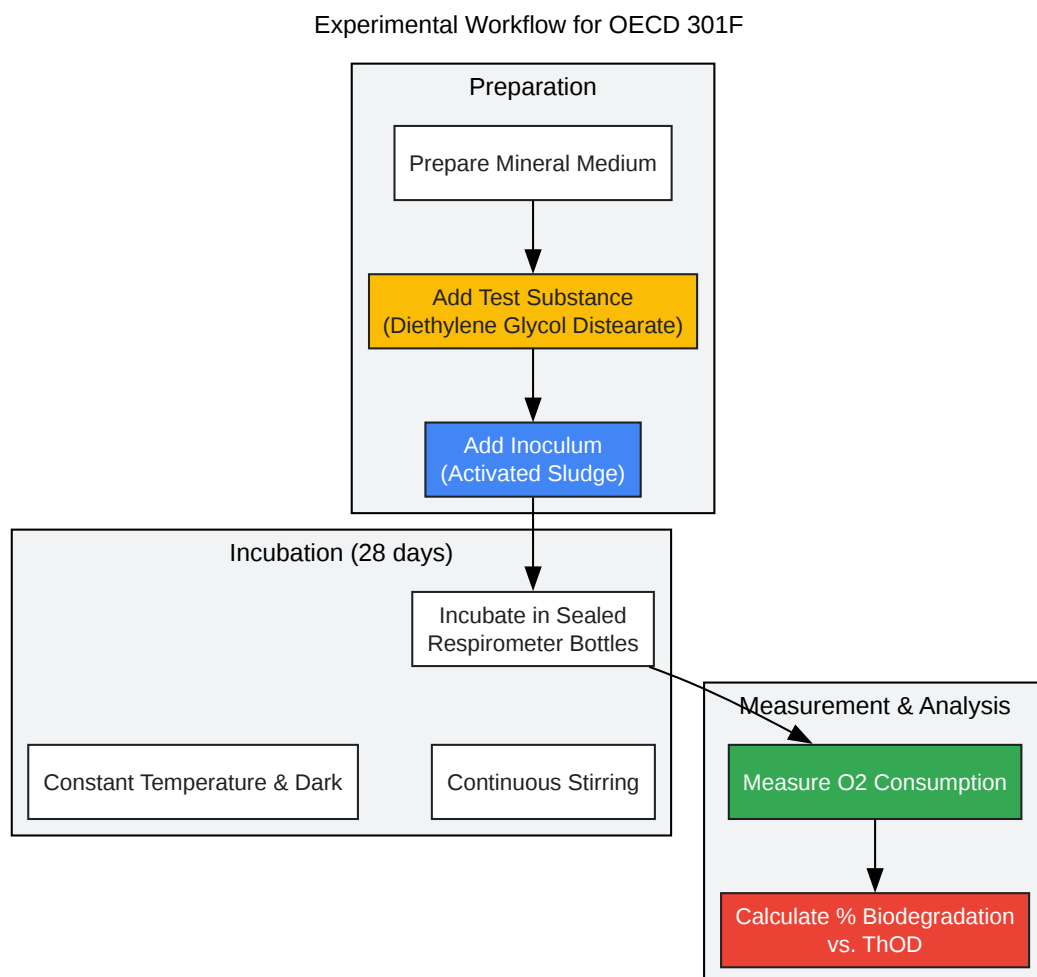 Experimental Workflow for OECD 301F
Preparation
Prepare Mineral Medium
Add Test Substance
(Diethylene Glycol Distearate)
Add Inoculum
(Activated Sludge)
Incubation (28 days)
Incubate in Sealed
Respirometer Bottles
Constant Temperature & Dark
Continuous Stirring
Measurement & Analysis
Measure O2 Consumption
Calculate % Biodegradation
vs. ThOD